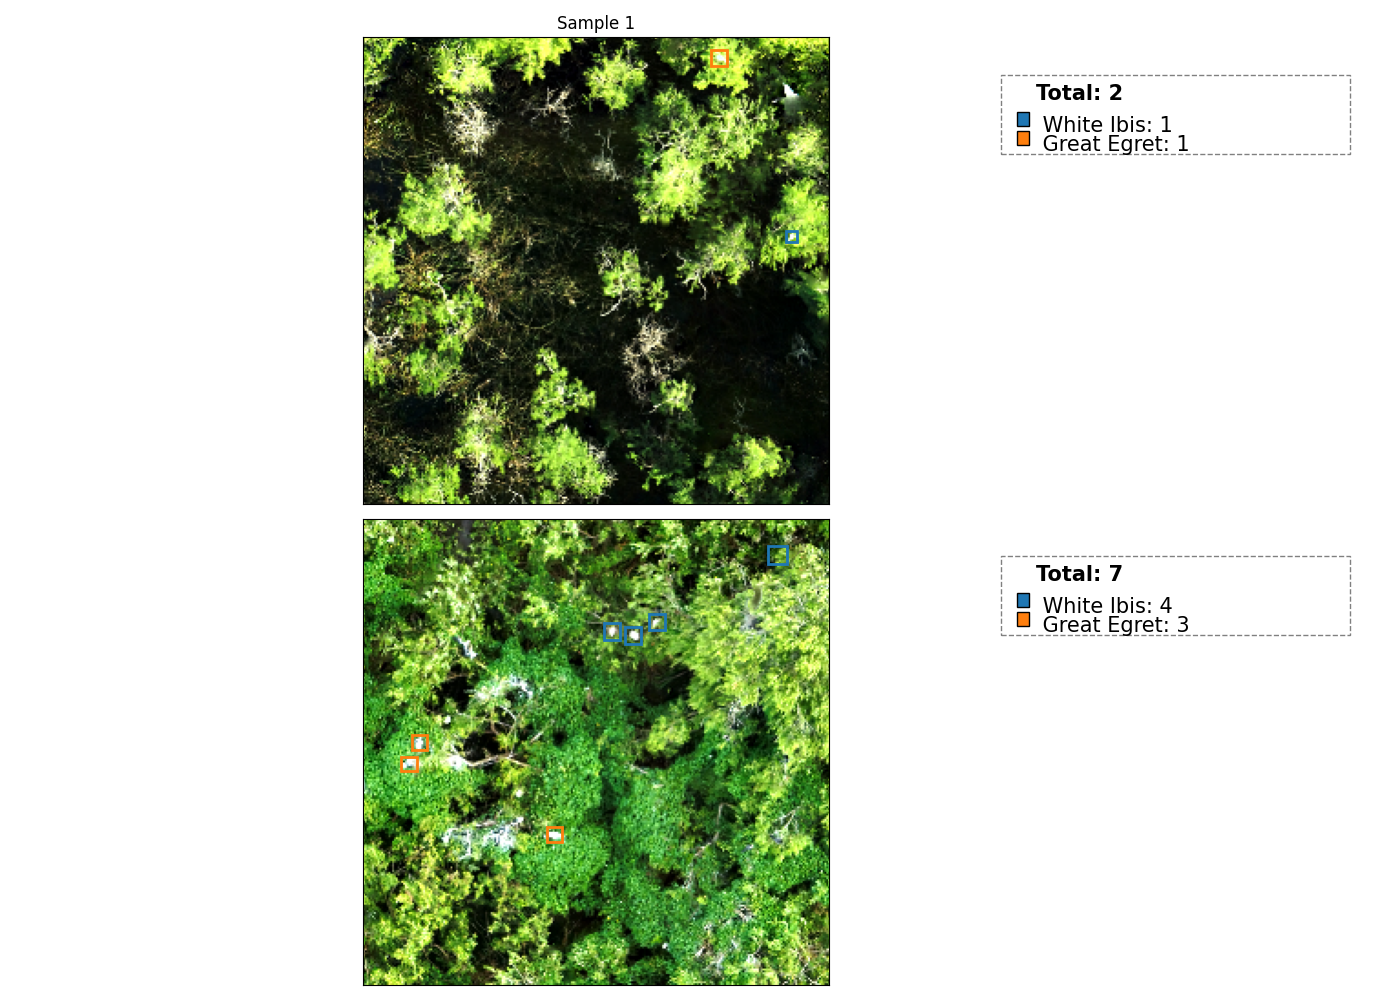 Sample 1
Total: 2
White Ibis: 1
Great Egret: 1
Total: 7
White Ibis: 4
Great Egret: 3